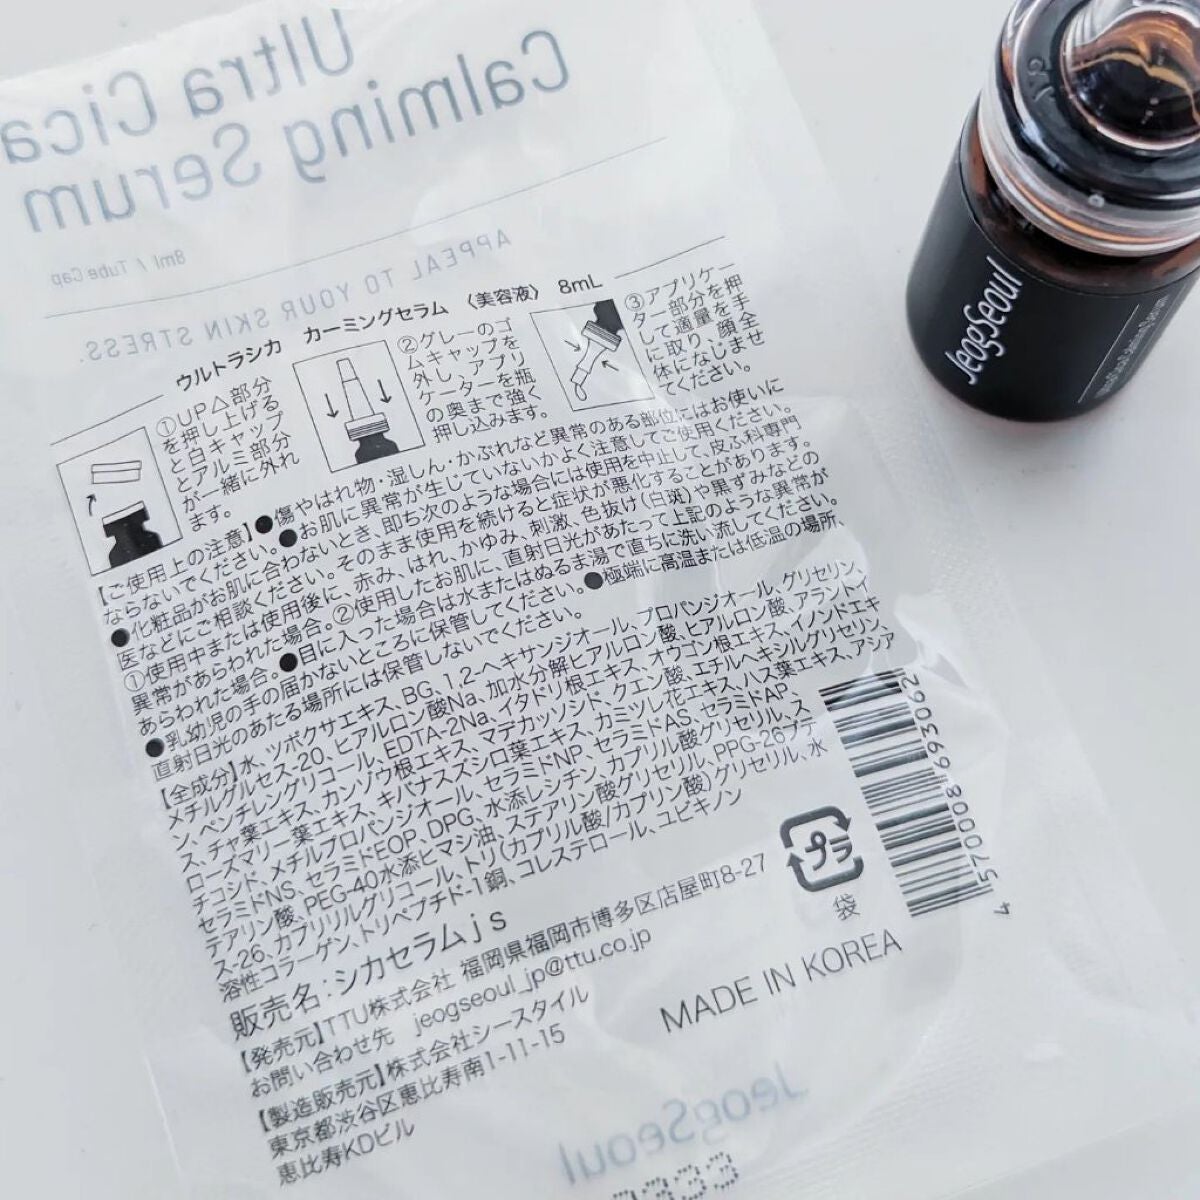 Ultra Cica
Calming Serum
8ml / Tube Cap
APPEAL TO YOUR SKIN STRESS.
ウルトラシカ カーミングセラム 〈美容液〉 8mL
①UP△部分
を押し上げる
と白キャップ
とアルミ部分
が一緒に外れ
ます。
②グレーのゴ
ムキャップを
外し、アプリ
ケーターを瓶
の奥まで強く
押し込みます。
③アプリケー
ター部分を押
して適量を手
に取り、顔全
体になじませ
てください。
【ご使用上の注意】●傷やはれ物・湿しん・かぶれなど異常のある部位にはお使いに
ならないでください。●お肌に異常が生じていないかよく注意してご使用ください。
●化粧品がお肌に合わないとき、即ち次のような場合には使用を中止して、皮ふ科専門
医などにご相談ください。そのまま使用を続けると症状が悪化することがあります。
①使用中または使用後に、赤み、はれ、かゆみ、刺激、色抜け(白斑)や黒ずみなどの
異常があらわれた場合。②使用したお肌に、直射日光があたって上記のような異常が
あらわれた場合。●目に入った場合は水またはぬるま湯で直ちに洗い流してください。
●乳幼児の手の届かないところに保管してください。●極端に高温または低温の場所、
直射日光のあたる場所には保管しないでください。
【全成分】水、ツボクサエキス、BG、1,2-ヘキサンジオール、プロパンジオール、グリセリン、
メチルグルセス-20、ヒアルロン酸Na、加水分解ヒアルロン酸、ヒアルロン酸、アラントイ
ン、ペンチレングリコール、EDTA-2Na、イタドリ根エキス、オウゴン根エキス、イノンドエキ
ス、チャ葉エキス、カンゾウ根エキス、マデカッソシド、クエン酸、エチルヘキシルグリセリン、
ローズマリー葉エキス、キバナスズシロ葉エキス、カミツレ花エキス、ハス葉エキス、アシア
チコシド、メチルプロパンジオール、セラミドNP、セラミドAS、セラミドAP、
セラミドNS、セラミドEOP、DPG、水添レシチン、カプリル酸グリセリル、ス
テアリン酸、PEG-40水添ヒマシ油、ステアリン酸グリセリル、PPG-26ブテ
ス-26、カプリリルグリコール、トリ(カプリル酸/カプリン酸)グリセリル、水
溶性コラーゲン、トリペプチド-1銅、コレステロール、ユビキノン
販売名:シカセラムjs
【発売元】TTU株式会社 福岡県福岡市博多区店屋町8-27
お問い合わせ先 jeogseoul_jp@ttu.co.jp
【製造販売元】株式会社シースタイル
東京都渋谷区恵比寿南1-11-15
恵比寿KDビル
プラ
袋
MADE IN KOREA
JeogSeoul
JeogSeoul
Ultra Cica Calming Serum
UP